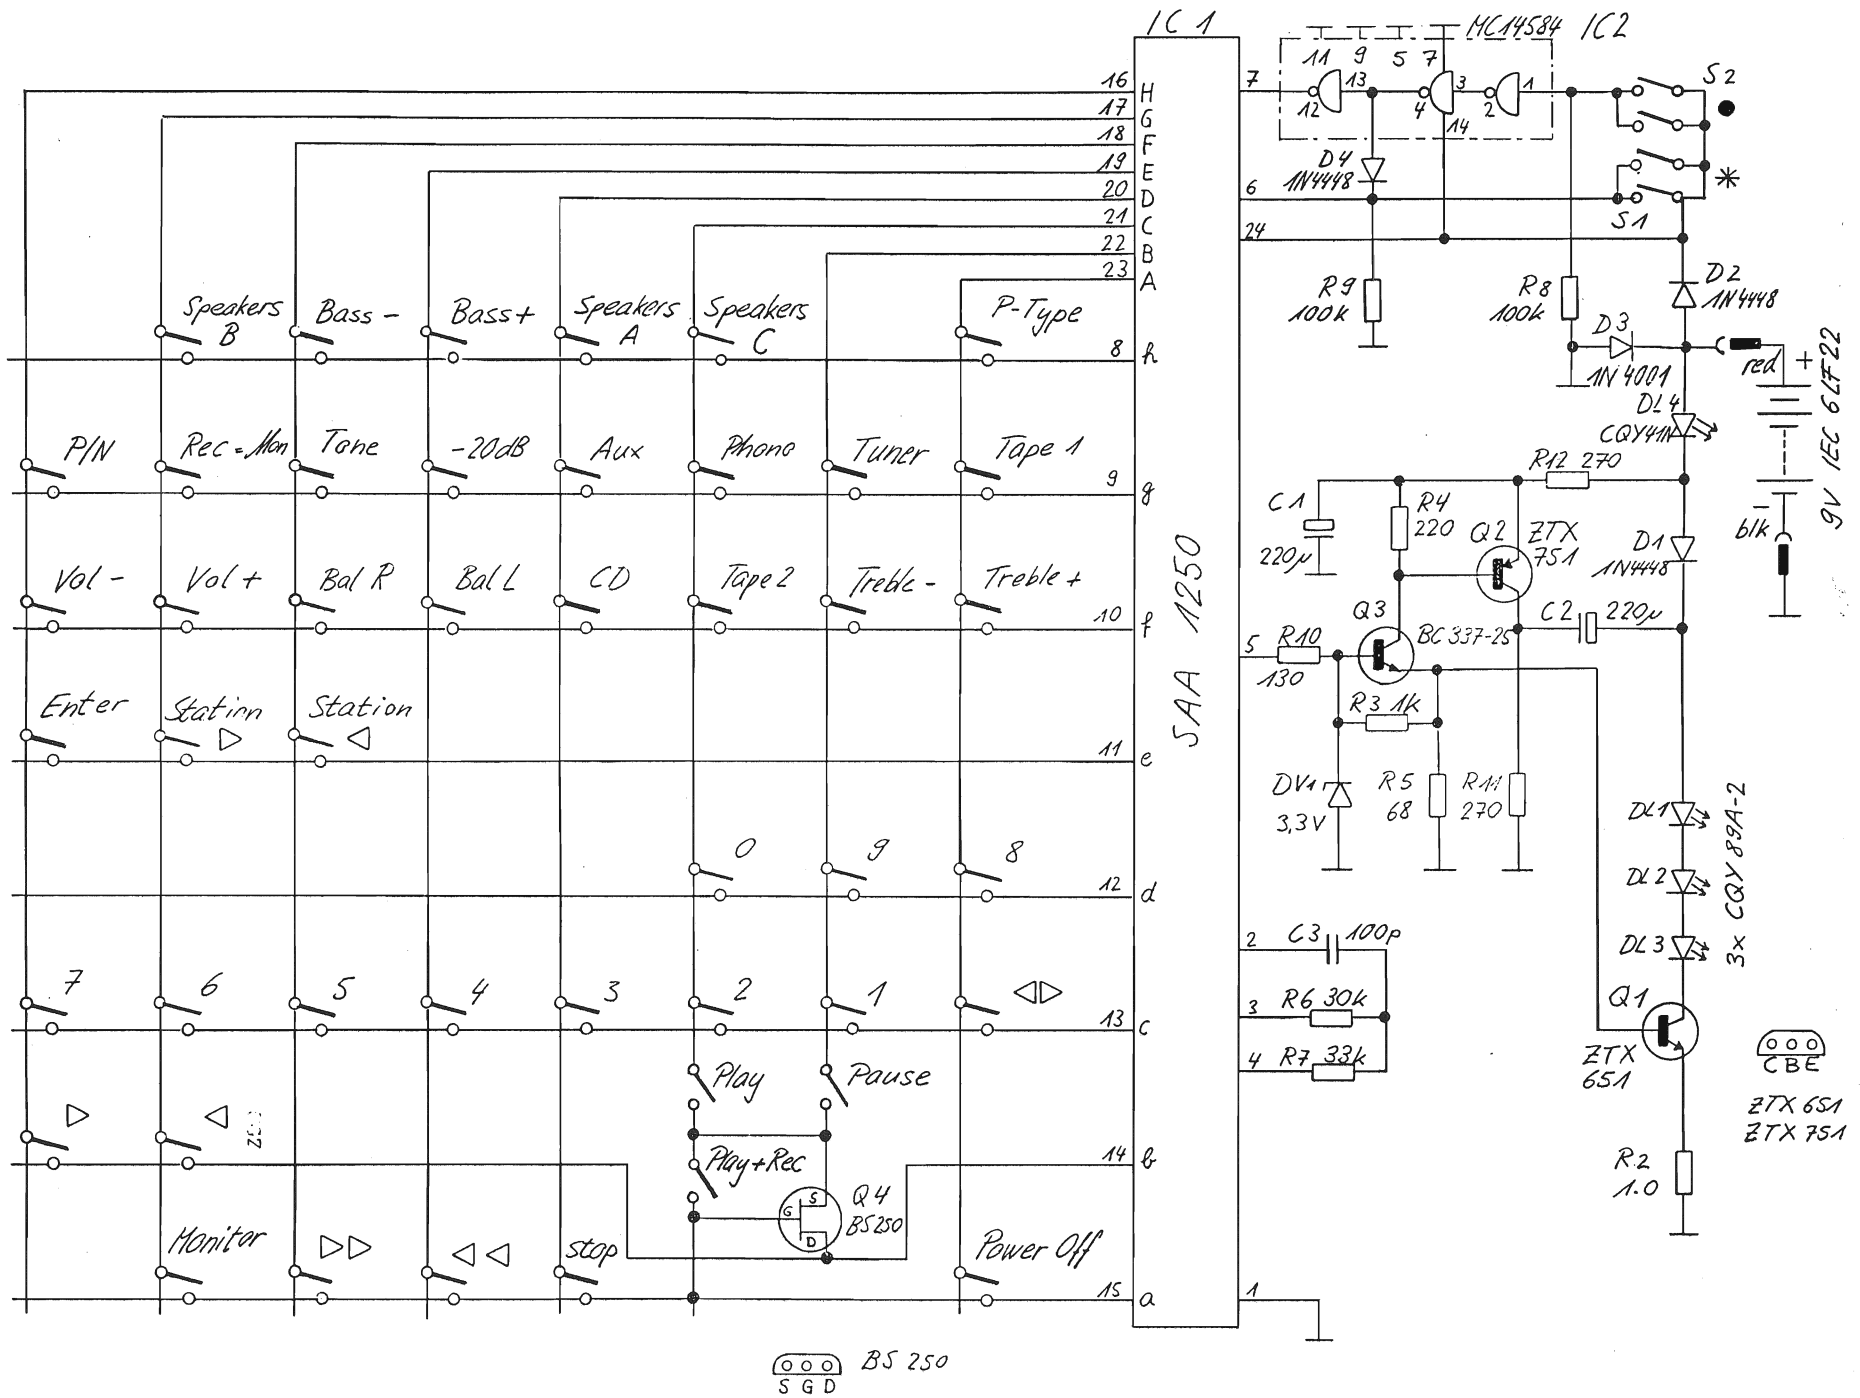 IC 1
MC14584 IC2
11 9 5 7
16 H
17 G
18 F
19 E
20 D
21 C
22 B
23 A
7
12 13 4 3 2 1
14
S2
D4
1N4448
6
S1
24
R9
100k
R8
100k
D2
1N4448
D3
1N4001
red +
DL4
CQY41N
9V IEC 6LF22
− blk
Speakers B
Bass −
Bass+
Speakers A
Speakers C
P-Type
8 h
P/N
Rec=Mon
Tone
-20dB
Aux
Phono
Tuner
Tape 1
9 g
Vol −
Vol +
Bal R
Bal L
CD
Tape 2
Treble −
Treble +
10 f
SAA 1250
R12 270
C1
220µ
R4
220
Q2
ZTX
751
D1
1N4448
Q3
BC337-25
C2 220µ
5
R10
130
R3 1k
DV1
3,3V
R5
68
R11
270
DL1
DL2
DL3
3x CQY 89A-2
Enter
Station
Station
11 e
0
9
8
12 d
7
6
5
4
3
2
1
13 c
2
C3 100p
3
R6 30k
4
R7 33k
Q1
ZTX
651
C B E
ZTX 651
ZTX 751
R2
1.0
Play
Pause
Play+Rec
14 b
S
G
D
Q4
BS250
Monitor
stop
Power Off
15 a
1
BS 250
S G D